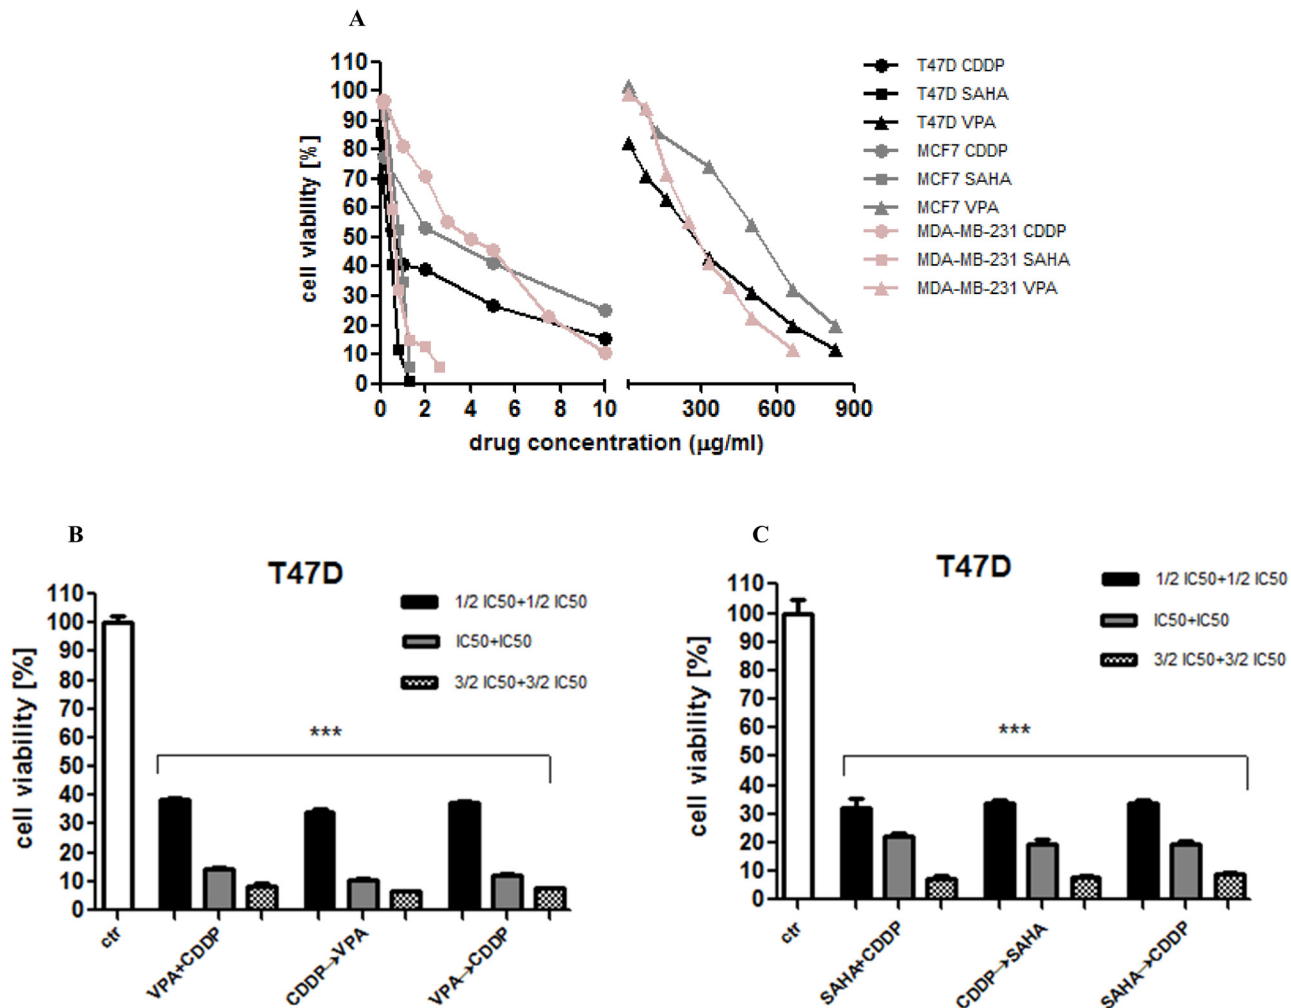 A
110
100
90
80
70
60
50
40
30
20
10
0
cell viability [%]
0 2 4 6 8 10 300 600 900
drug concentration (μg/ml)
T47D CDDP
T47D SAHA
T47D VPA
MCF7 CDDP
MCF7 SAHA
MCF7 VPA
MDA-MB-231 CDDP
MDA-MB-231 SAHA
MDA-MB-231 VPA
B
T47D
110
100
90
80
70
60
50
40
30
20
10
0
cell viability [%]
1/2 IC50+1/2 IC50
IC50+IC50
3/2 IC50+3/2 IC50
***
ctr
VPA+CDDP
CDDP→VPA
VPA→CDDP
C
T47D
110
100
90
80
70
60
50
40
30
20
10
0
cell viability [%]
1/2 IC50+1/2 IC50
IC50+IC50
3/2 IC50+3/2 IC50
***
ctr
SAHA+CDDP
CDDP→SAHA
SAHA→CDDP